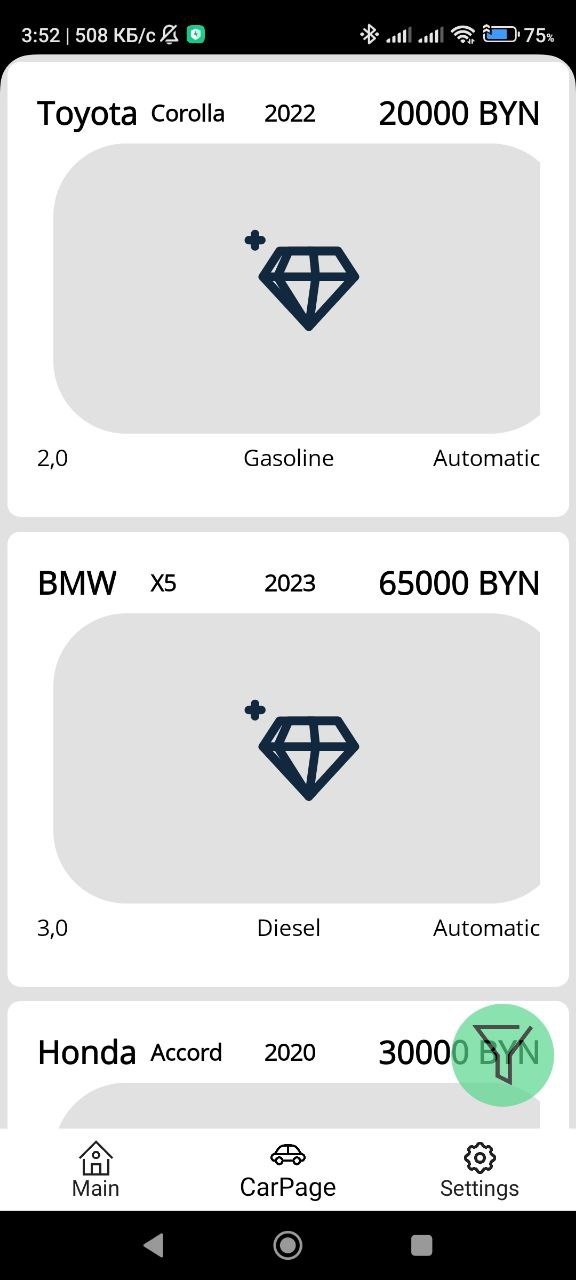 3:52 | 508 КБ/с 75%
Toyota Corolla 2022 20000 BYN
2,0 Gasoline Automatic
BMW X5 2023 65000 BYN
3,0 Diesel Automatic
Honda Accord 2020 30000 BYN
Main CarPage Settings